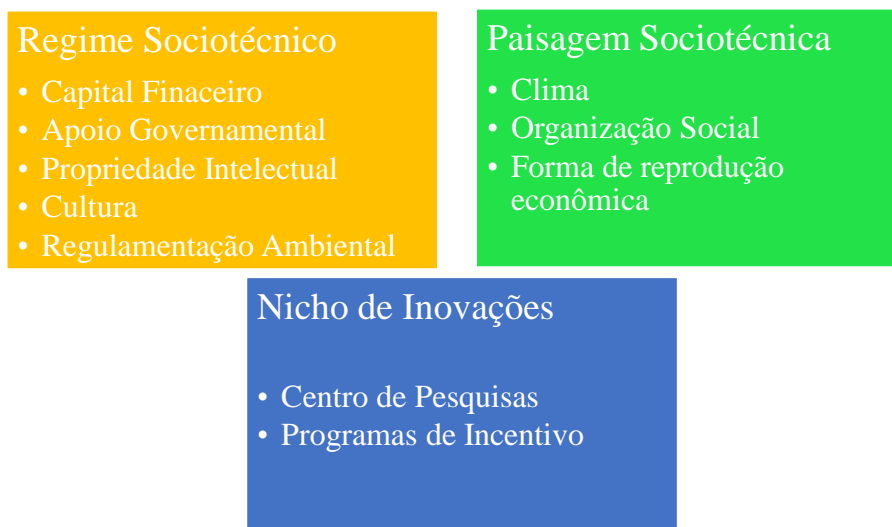 Regime Sociotécnico
• Capital Finaceiro
• Apoio Governamental
• Propriedade Intelectual
• Cultura
• Regulamentação Ambiental
Paisagem Sociotécnica
• Clima
• Organização Social
• Forma de reprodução
econômica
Nicho de Inovações
• Centro de Pesquisas
• Programas de Incentivo